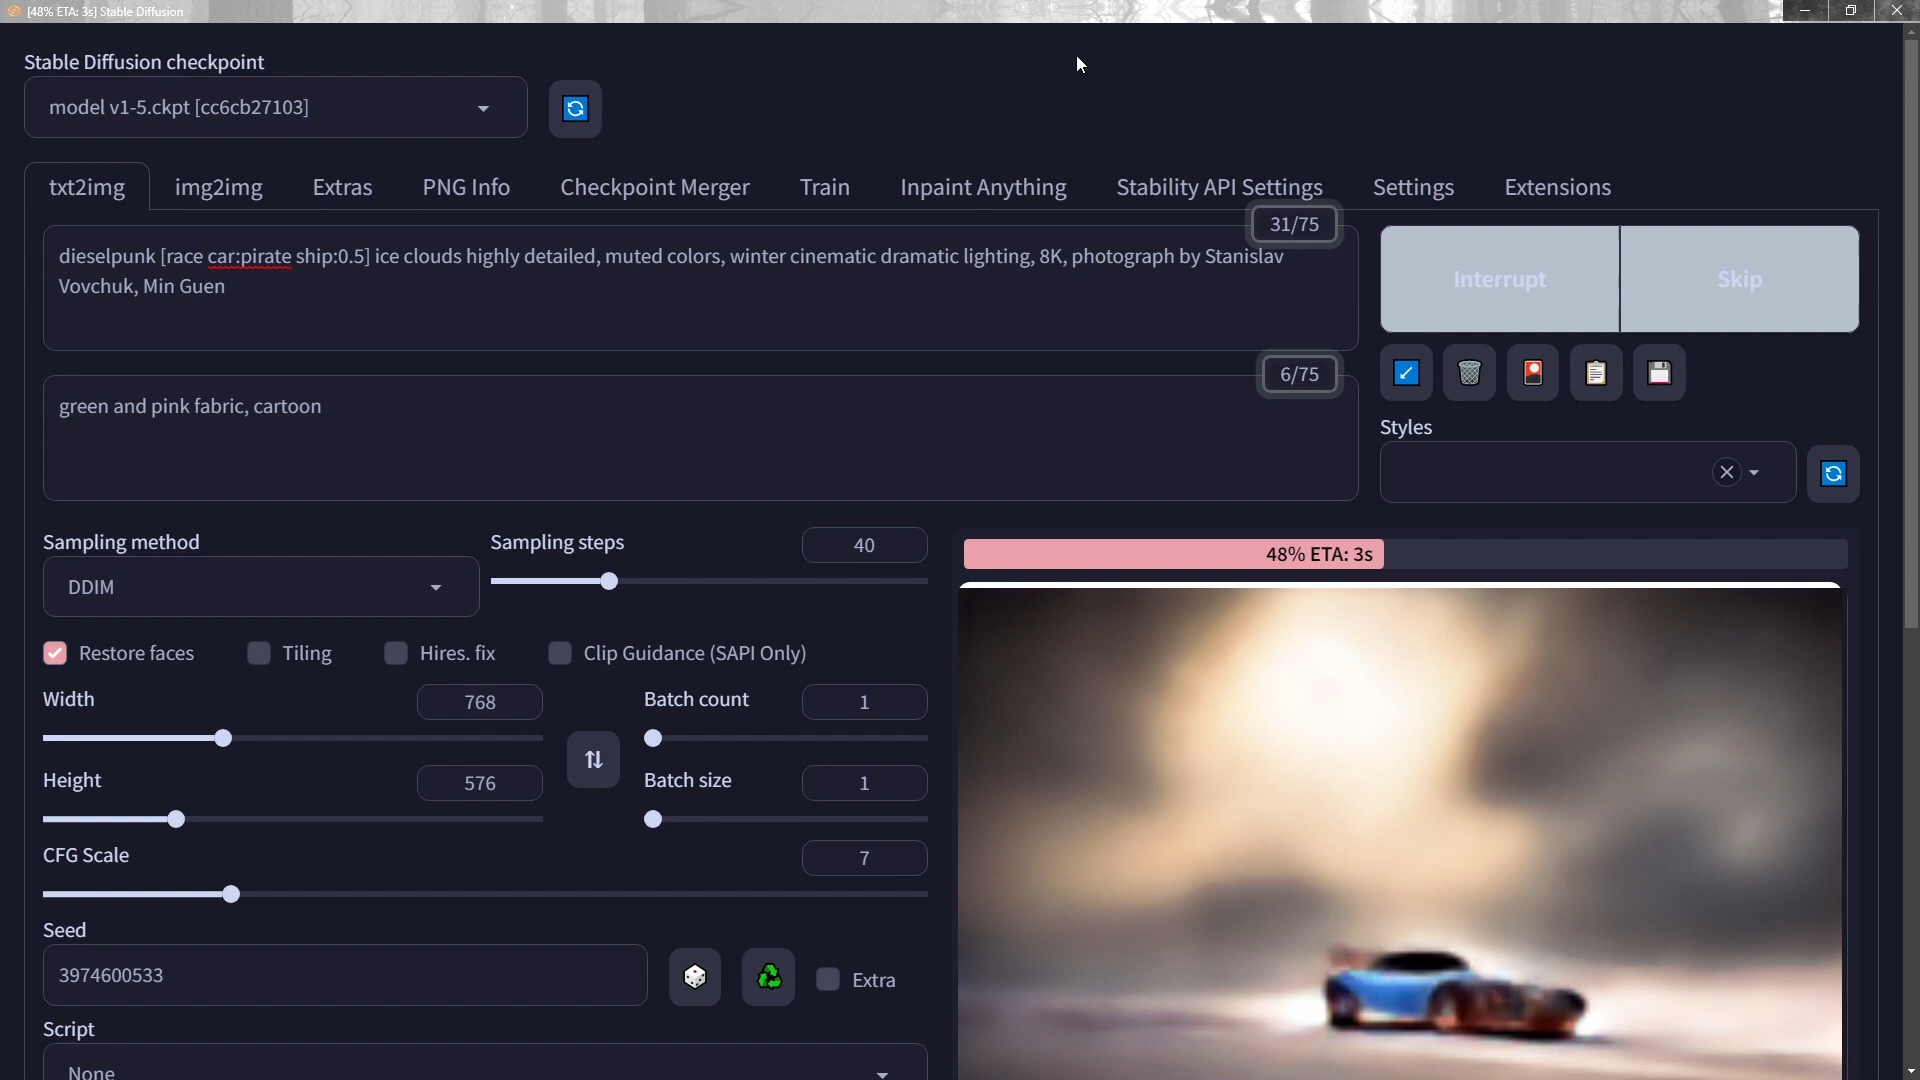 [48% ETA: 3s] Stable Diffusion
Stable Diffusion checkpoint
model v1-5.ckpt [cc6cb27103]
txt2img img2img Extras PNG Info Checkpoint Merger Train Inpaint Anything Stability API Settings Settings Extensions
31/75
dieselpunk [race car:pirate ship:0.5] ice clouds highly detailed, muted colors, winter cinematic dramatic lighting, 8K, photograph by Stanislav
Vovchuk, Min Guen
Interrupt Skip
6/75
green and pink fabric, cartoon
Styles
Sampling method
DDIM
Sampling steps 40
48% ETA: 3s
Restore faces Tiling Hires. fix Clip Guidance (SAPI Only)
Width 768
Batch count 1
Height 576
Batch size 1
CFG Scale 7
Seed
3974600533
Extra
Script
None